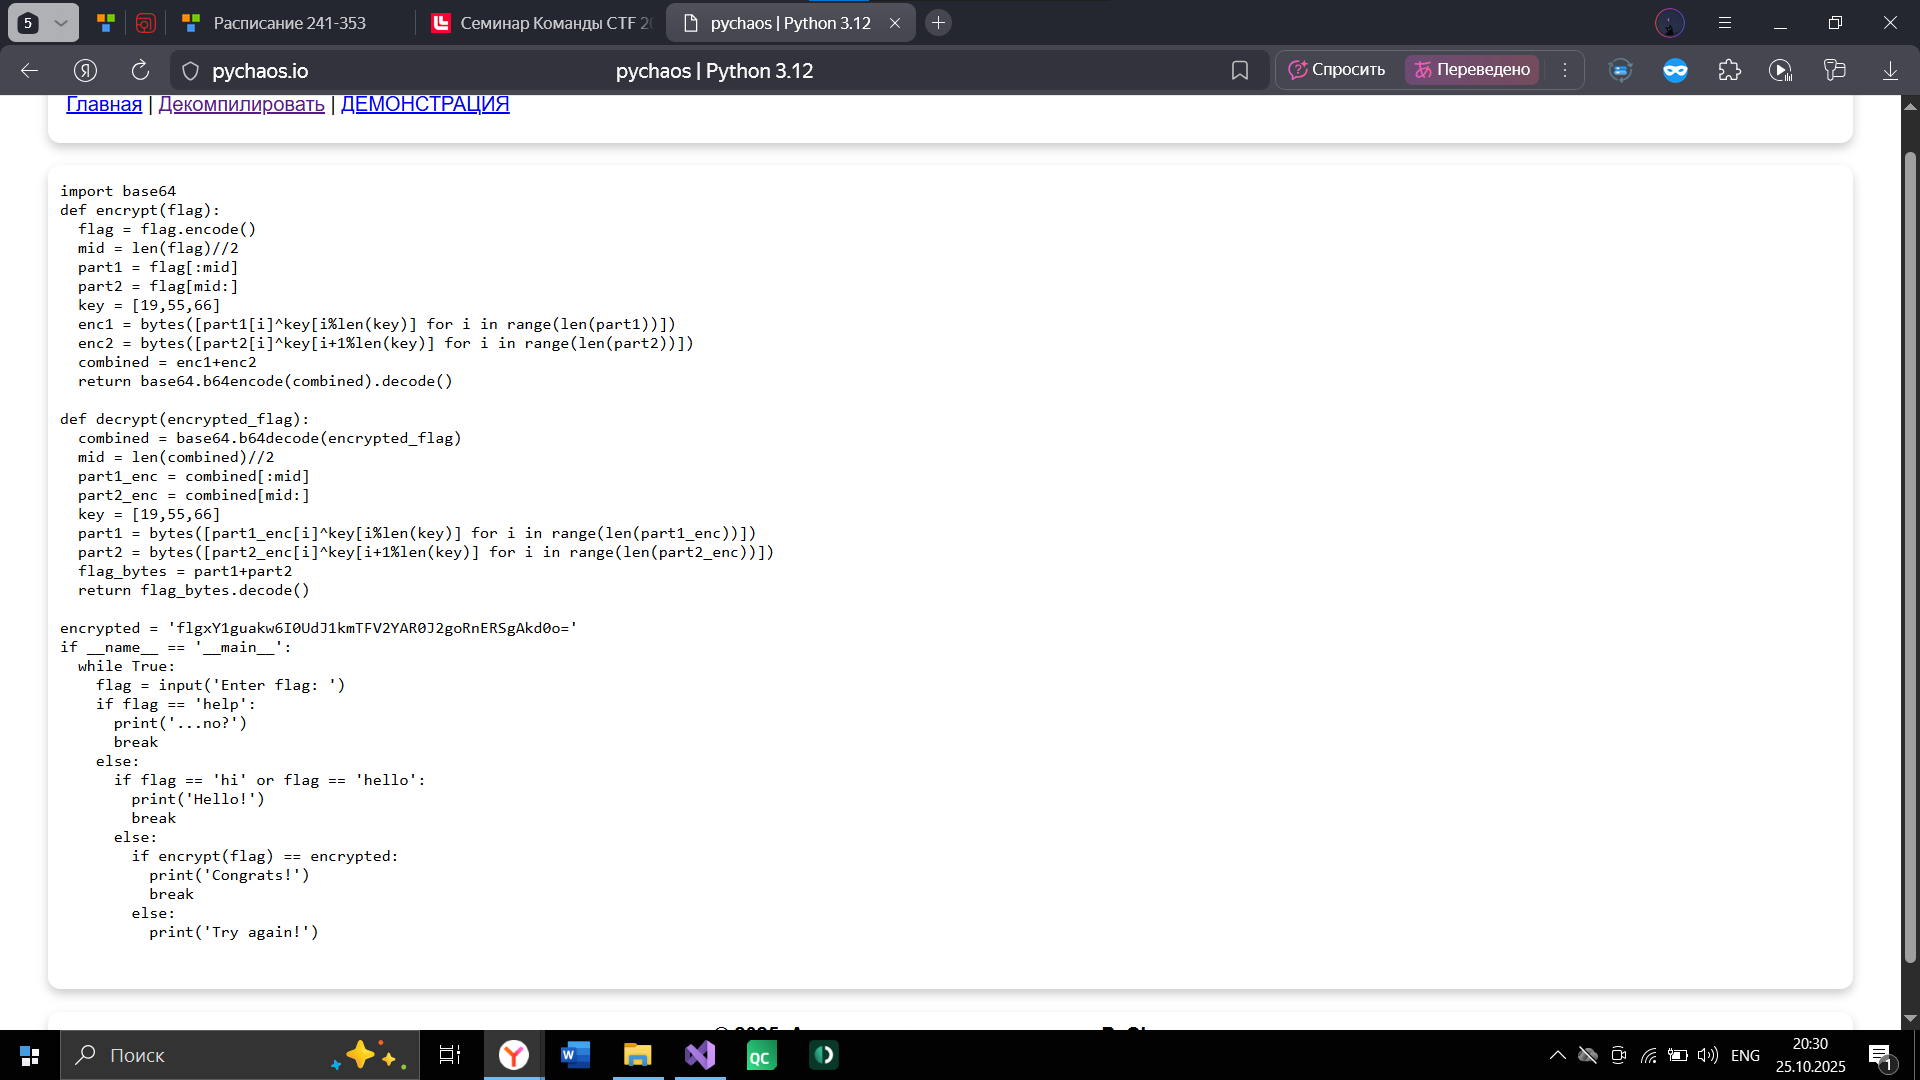 5
Расписание 241-353
Семинар Команды CTF 20
pychaos | Python 3.12
pychaos.io
pychaos | Python 3.12
Спросить
Переведено
Главная | Декомпилировать | ДЕМОНСТРАЦИЯ
import base64
def encrypt(flag):
  flag = flag.encode()
  mid = len(flag)//2
  part1 = flag[:mid]
  part2 = flag[mid:]
  key = [19,55,66]
  enc1 = bytes([part1[i]^key[i%len(key)] for i in range(len(part1))])
  enc2 = bytes([part2[i]^key[i+1%len(key)] for i in range(len(part2))])
  combined = enc1+enc2
  return base64.b64encode(combined).decode()
def decrypt(encrypted_flag):
  combined = base64.b64decode(encrypted_flag)
  mid = len(combined)//2
  part1_enc = combined[:mid]
  part2_enc = combined[mid:]
  key = [19,55,66]
  part1 = bytes([part1_enc[i]^key[i%len(key)] for i in range(len(part1_enc))])
  part2 = bytes([part2_enc[i]^key[i+1%len(key)] for i in range(len(part2_enc))])
  flag_bytes = part1+part2
  return flag_bytes.decode()
encrypted = 'flgxY1guakw6I0UdJ1kmTFV2YAR0J2goRnERSgAkd0o='
if __name__ == '__main__':
  while True:
    flag = input('Enter flag: ')
    if flag == 'help':
      print('...no?')
      break
    else:
      if flag == 'hi' or flag == 'hello':
        print('Hello!')
        break
      else:
        if encrypt(flag) == encrypted:
          print('Congrats!')
          break
        else:
          print('Try again!')
Поиск
ENG
20:30
25.10.2025
1